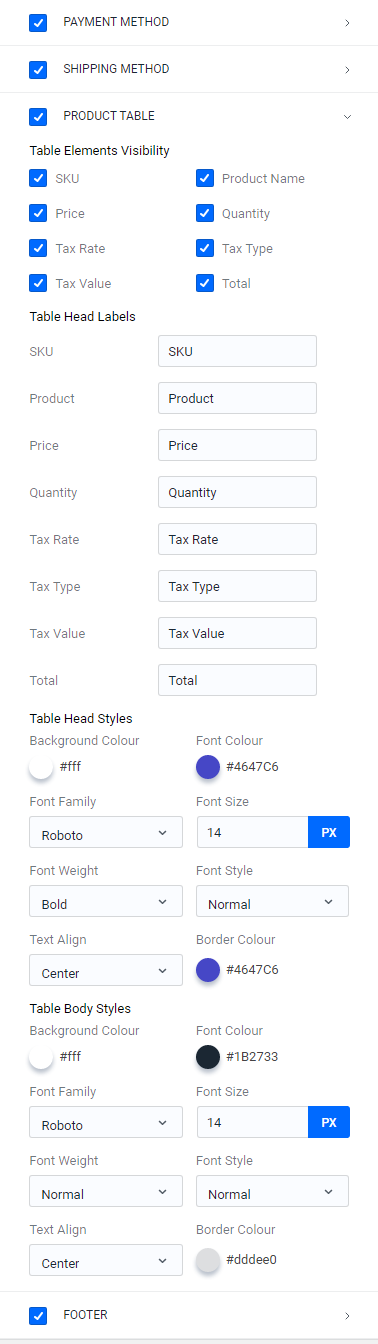 PAYMENT METHOD
SHIPPING METHOD
PRODUCT TABLE
Table Elements Visibility
SKU Product Name
Price Quantity
Tax Rate Tax Type
Tax Value Total
Table Head Labels
SKU SKU
Product Product
Price Price
Quantity Quantity
Tax Rate Tax Rate
Tax Type Tax Type
Tax Value Tax Value
Total Total
Table Head Styles
Background Colour Font Colour
#fff #4647C6
Font Family Font Size
Roboto 14 PX
Font Weight Font Style
Bold Normal
Text Align Border Colour
Center #4647C6
Table Body Styles
Background Colour Font Colour
#fff #1B2733
Font Family Font Size
Roboto 14 PX
Font Weight Font Style
Normal Normal
Text Align Border Colour
Center #dddee0
FOOTER